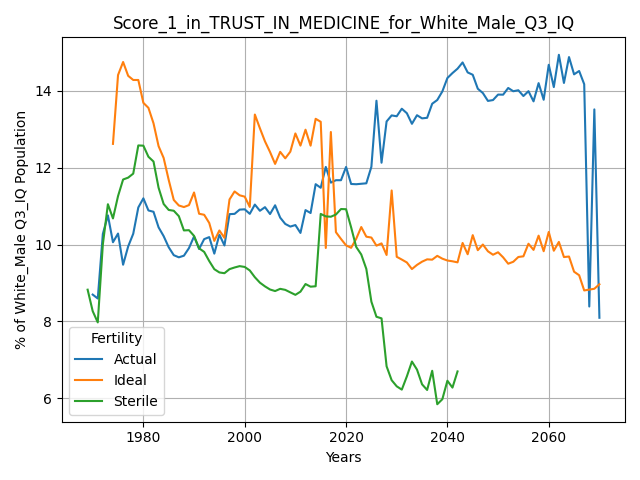 Score_1_in_TRUST_IN_MEDICINE_for_White_Male_Q3_IQ
% of White_Male Q3_IQ Population
14
12
10
8
6
Fertility
Actual
Ideal
Sterile
1980
2000
2020
2040
2060
Years